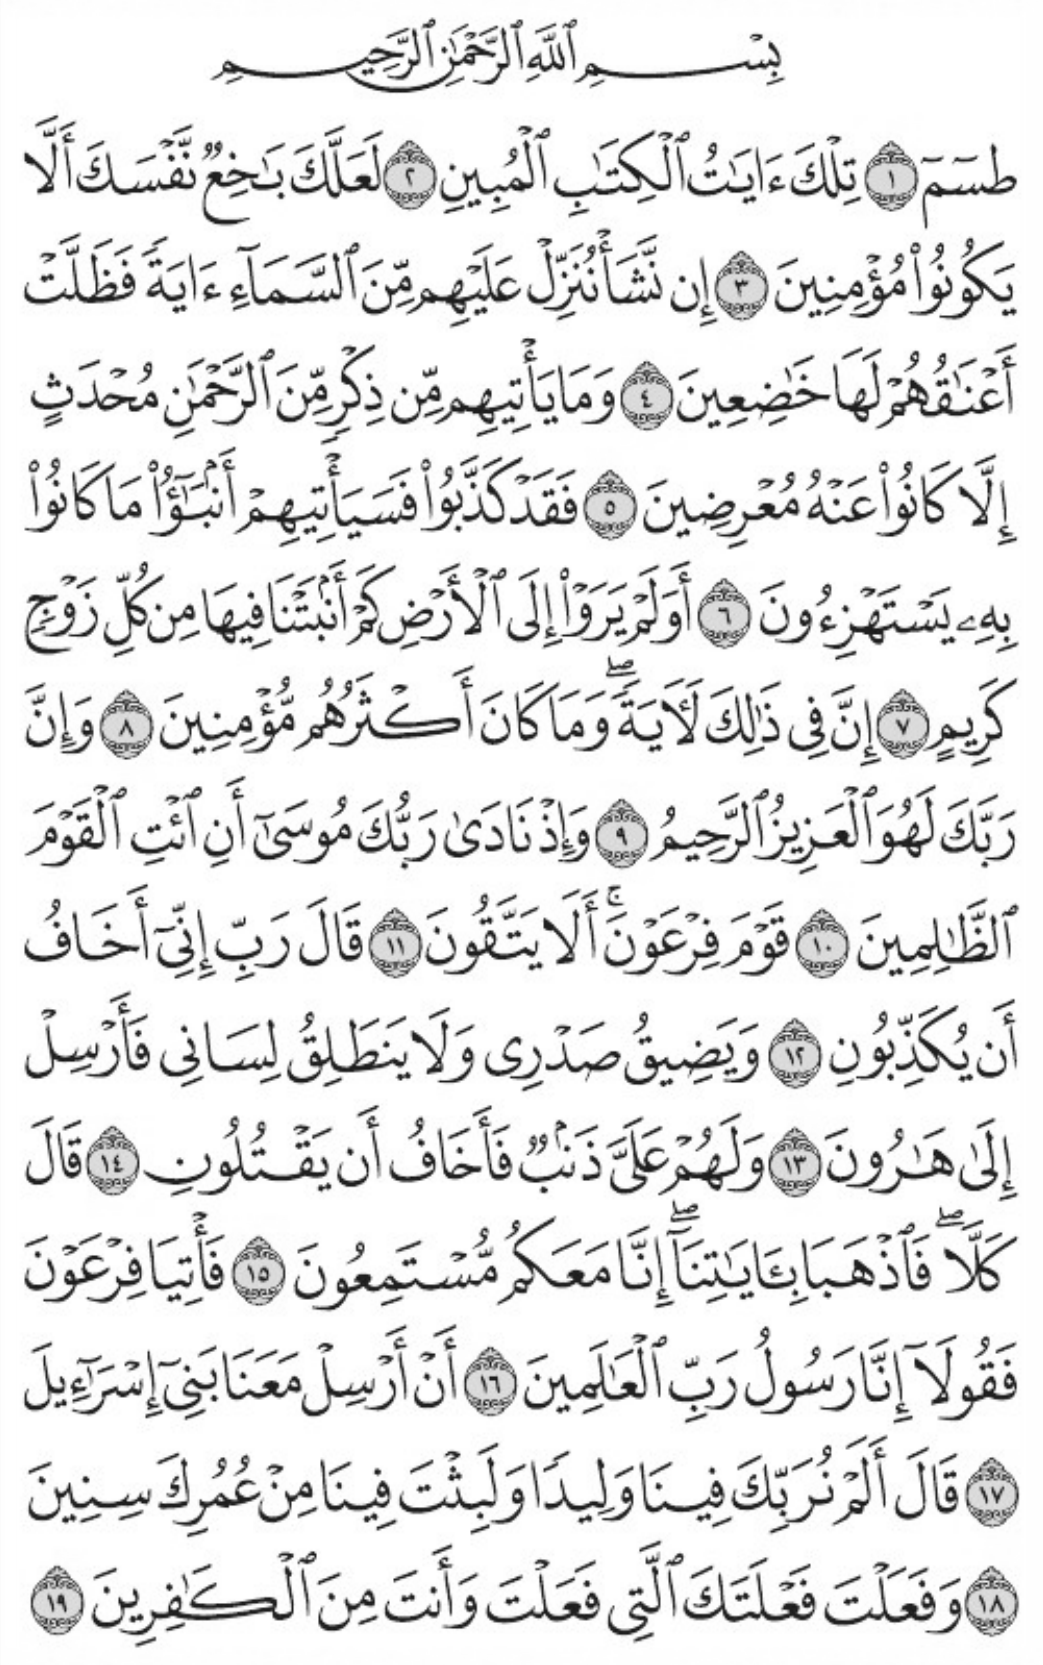 بِسْمِ ٱللَّهِ ٱلرَّحْمَٰنِ ٱلرَّحِيمِ
طسٓمٓ ١ تِلْكَ ءَايَٰتُ ٱلْكِتَٰبِ ٱلْمُبِينِ ٢ لَعَلَّكَ بَٰخِعٌ نَّفْسَكَ أَلَّا
يَكُونُوا۟ مُؤْمِنِينَ ٣ إِن نَّشَأْ نُنَزِّلْ عَلَيْهِم مِّنَ ٱلسَّمَآءِ ءَايَةً فَظَلَّتْ
أَعْنَٰقُهُمْ لَهَا خَٰضِعِينَ ٤ وَمَا يَأْتِيهِم مِّن ذِكْرٍ مِّنَ ٱلرَّحْمَٰنِ مُحْدَثٍ
إِلَّا كَانُوا۟ عَنْهُ مُعْرِضِينَ ٥ فَقَدْ كَذَّبُوا۟ فَسَيَأْتِيهِمْ أَنۢبَٰٓؤُا۟ مَا كَانُوا۟
بِهِۦ يَسْتَهْزِءُونَ ٦ أَوَلَمْ يَرَوْا۟ إِلَى ٱلْأَرْضِ كَمْ أَنۢبَتْنَا فِيهَا مِن كُلِّ زَوْجٍ
كَرِيمٍ ٧ إِنَّ فِى ذَٰلِكَ لَءَايَةً ۖ وَمَا كَانَ أَكْثَرُهُم مُّؤْمِنِينَ ٨ وَإِنَّ
رَبَّكَ لَهُوَ ٱلْعَزِيزُ ٱلرَّحِيمُ ٩ وَإِذْ نَادَىٰ رَبُّكَ مُوسَىٰٓ أَنِ ٱئْتِ ٱلْقَوْمَ
ٱلظَّٰلِمِينَ ١٠ قَوْمَ فِرْعَوْنَ ۚ أَلَا يَتَّقُونَ ١١ قَالَ رَبِّ إِنِّىٓ أَخَافُ
أَن يُكَذِّبُونِ ١٢ وَيَضِيقُ صَدْرِى وَلَا يَنطَلِقُ لِسَانِى فَأَرْسِلْ
إِلَىٰ هَٰرُونَ ١٣ وَلَهُمْ عَلَىَّ ذَنۢبٌ فَأَخَافُ أَن يَقْتُلُونِ ١٤ قَالَ
كَلَّا ۖ فَٱذْهَبَا بِـَٔايَٰتِنَآ ۖ إِنَّا مَعَكُم مُّسْتَمِعُونَ ١٥ فَأْتِيَا فِرْعَوْنَ
فَقُولَآ إِنَّا رَسُولُ رَبِّ ٱلْعَٰلَمِينَ ١٦ أَنْ أَرْسِلْ مَعَنَا بَنِىٓ إِسْرَٰٓءِيلَ
١٧ قَالَ أَلَمْ نُرَبِّكَ فِينَا وَلِيدًا وَلَبِثْتَ فِينَا مِنْ عُمُرِكَ سِنِينَ
١٨ وَفَعَلْتَ فَعْلَتَكَ ٱلَّتِى فَعَلْتَ وَأَنتَ مِنَ ٱلْكَٰفِرِينَ ١٩